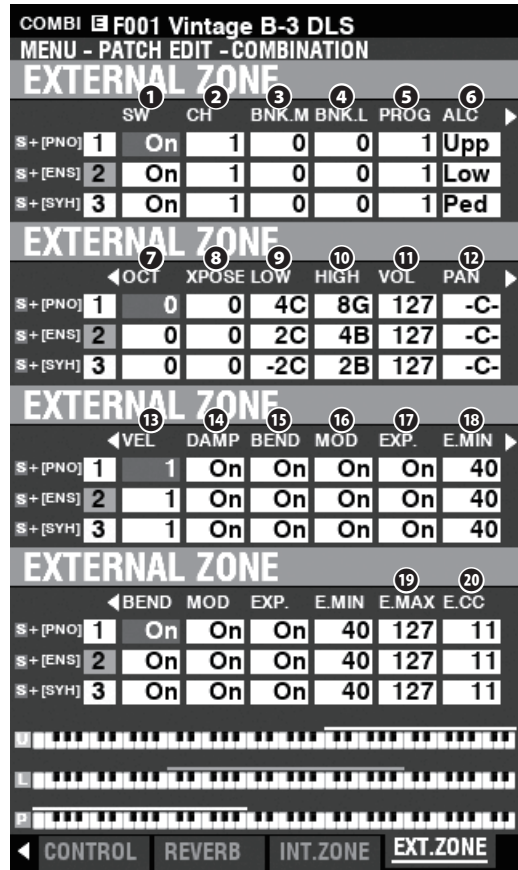 COMBI E F001 Vintage B-3 DLS
MENU - PATCH EDIT -COMBINATION
EXTERNAL ZONE
1 2 3 4 5 6
SW CH BNK.M BNK.L PROG ALC
S+[PNO] 1 On 1 0 0 1 Upp
S+[ENS] 2 On 1 0 0 1 Low
S+[SYH] 3 On 1 0 0 1 Ped
EXTERNAL ZONE
7 8 9 10 11 12
OCT XPOSE LOW HIGH VOL PAN
S+[PNO] 1 0 0 4C 8G 127 -C-
S+[ENS] 2 0 0 2C 4B 127 -C-
S+[SYH] 3 0 0 -2C 2B 127 -C-
EXTERNAL ZONE
13 14 15 16 17 18
VEL DAMP BEND MOD EXP. E.MIN
S+[PNO] 1 1 On On On On 40
S+[ENS] 2 1 On On On On 40
S+[SYH] 3 1 On On On On 40
EXTERNAL ZONE
19 20
BEND MOD EXP. E.MIN E.MAX E.CC
S+[PNO] 1 On On On 40 127 11
S+[ENS] 2 On On On 40 127 11
S+[SYH] 3 On On On 40 127 11
U
L
P
CONTROL REVERB INT.ZONE EXT.ZONE